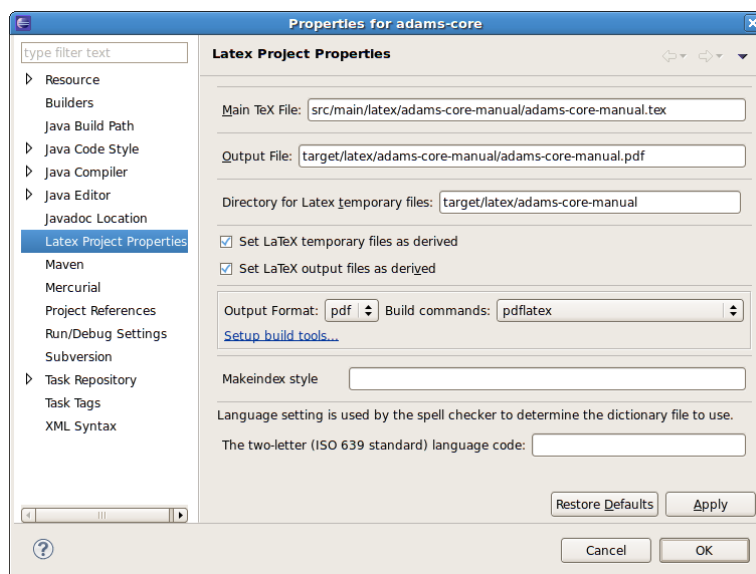 Properties for adams-core
type filter text
Resource
Builders
Java Build Path
Java Code Style
Java Compiler
Java Editor
Javadoc Location
Latex Project Properties
Maven
Mercurial
Project References
Run/Debug Settings
Subversion
Task Repository
Task Tags
XML Syntax
Latex Project Properties
Main TeX File: src/main/latex/adams-core-manual/adams-core-manual.tex
Output File: target/latex/adams-core-manual/adams-core-manual.pdf
Directory for Latex temporary files: target/latex/adams-core-manual
Set LaTeX temporary files as derived
Set LaTeX output files as derived
Output Format: pdf Build commands: pdflatex
Setup build tools...
Makeindex style
Language setting is used by the spell checker to determine the dictionary file to use.
The two-letter (ISO 639 standard) language code:
Restore Defaults Apply
Cancel OK